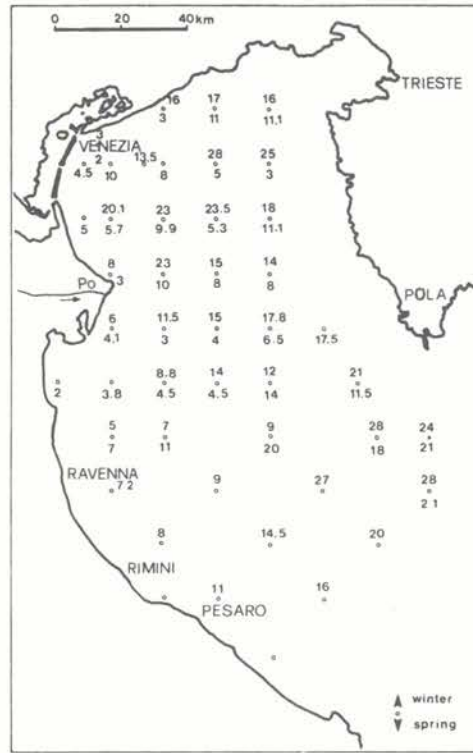 0 20 40 km
TRIESTE
16 17 16
3 11 11.1
3
VENEZIA
2 13.5 28 25
4.5 10 8 5 3
20.1 23 23.5 18
5 5.7 9.9 5.3 11.1
8 23 15 14
Po 3 10 8 8
POLA
6 11.5 15 17.8
4.1 3 4 6.5 17.5
8.8 14 12 21
2 3.8 4.5 4.5 14 11.5
5 7 9 28 24
7 11 20 18 21
RAVENNA
7.2 9 27 28
21
8 14.5 20
RIMINI
11 16
PESARO
winter
spring